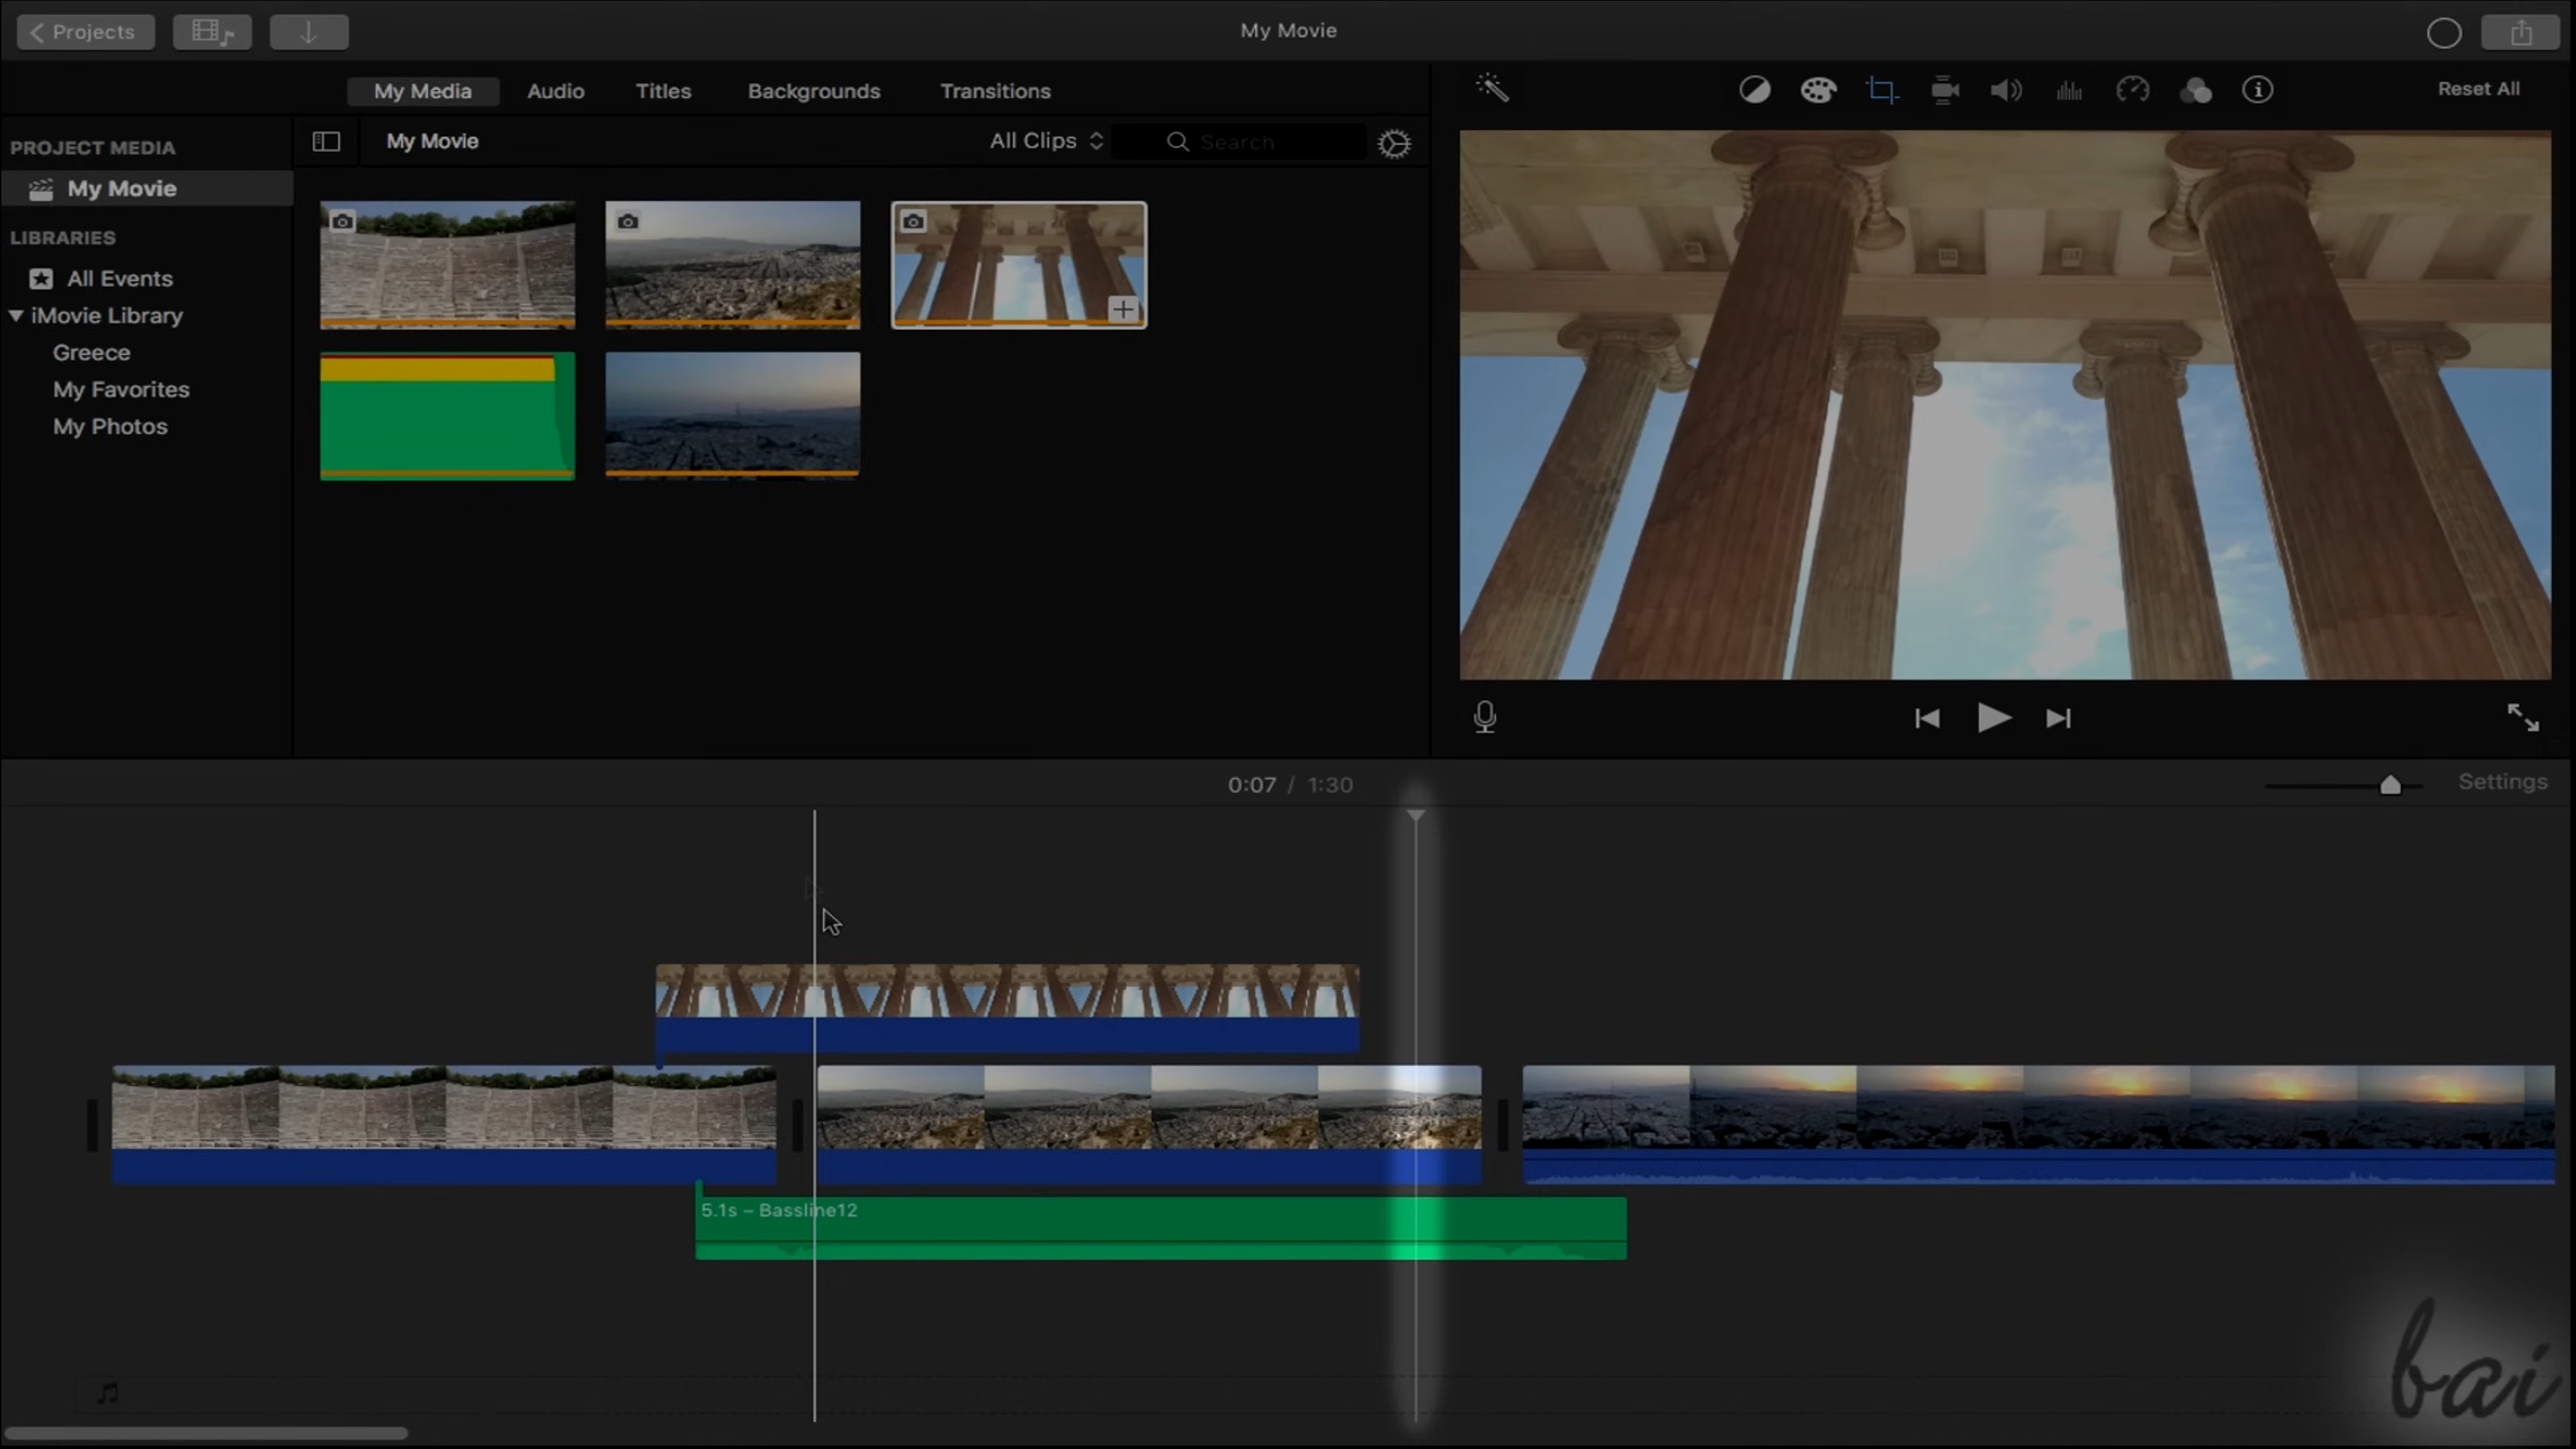 Projects
My Movie
My Media
Audio
Titles
Backgrounds
Transitions
Reset All
PROJECT MEDIA
My Movie
All Clips
Search
My Movie
LIBRARIES
All Events
iMovie Library
Greece
My Favorites
My Photos
0:07 / 1:30
Settings
5.1s – Bassline12
bai